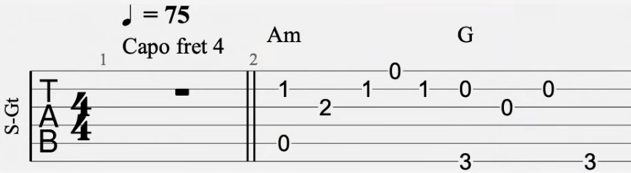 ♩ = 75
Capo fret 4
Am G
1 2
S-Gt
TAB
4
4
0
1 1 1 0 0
2 0
0
3 3